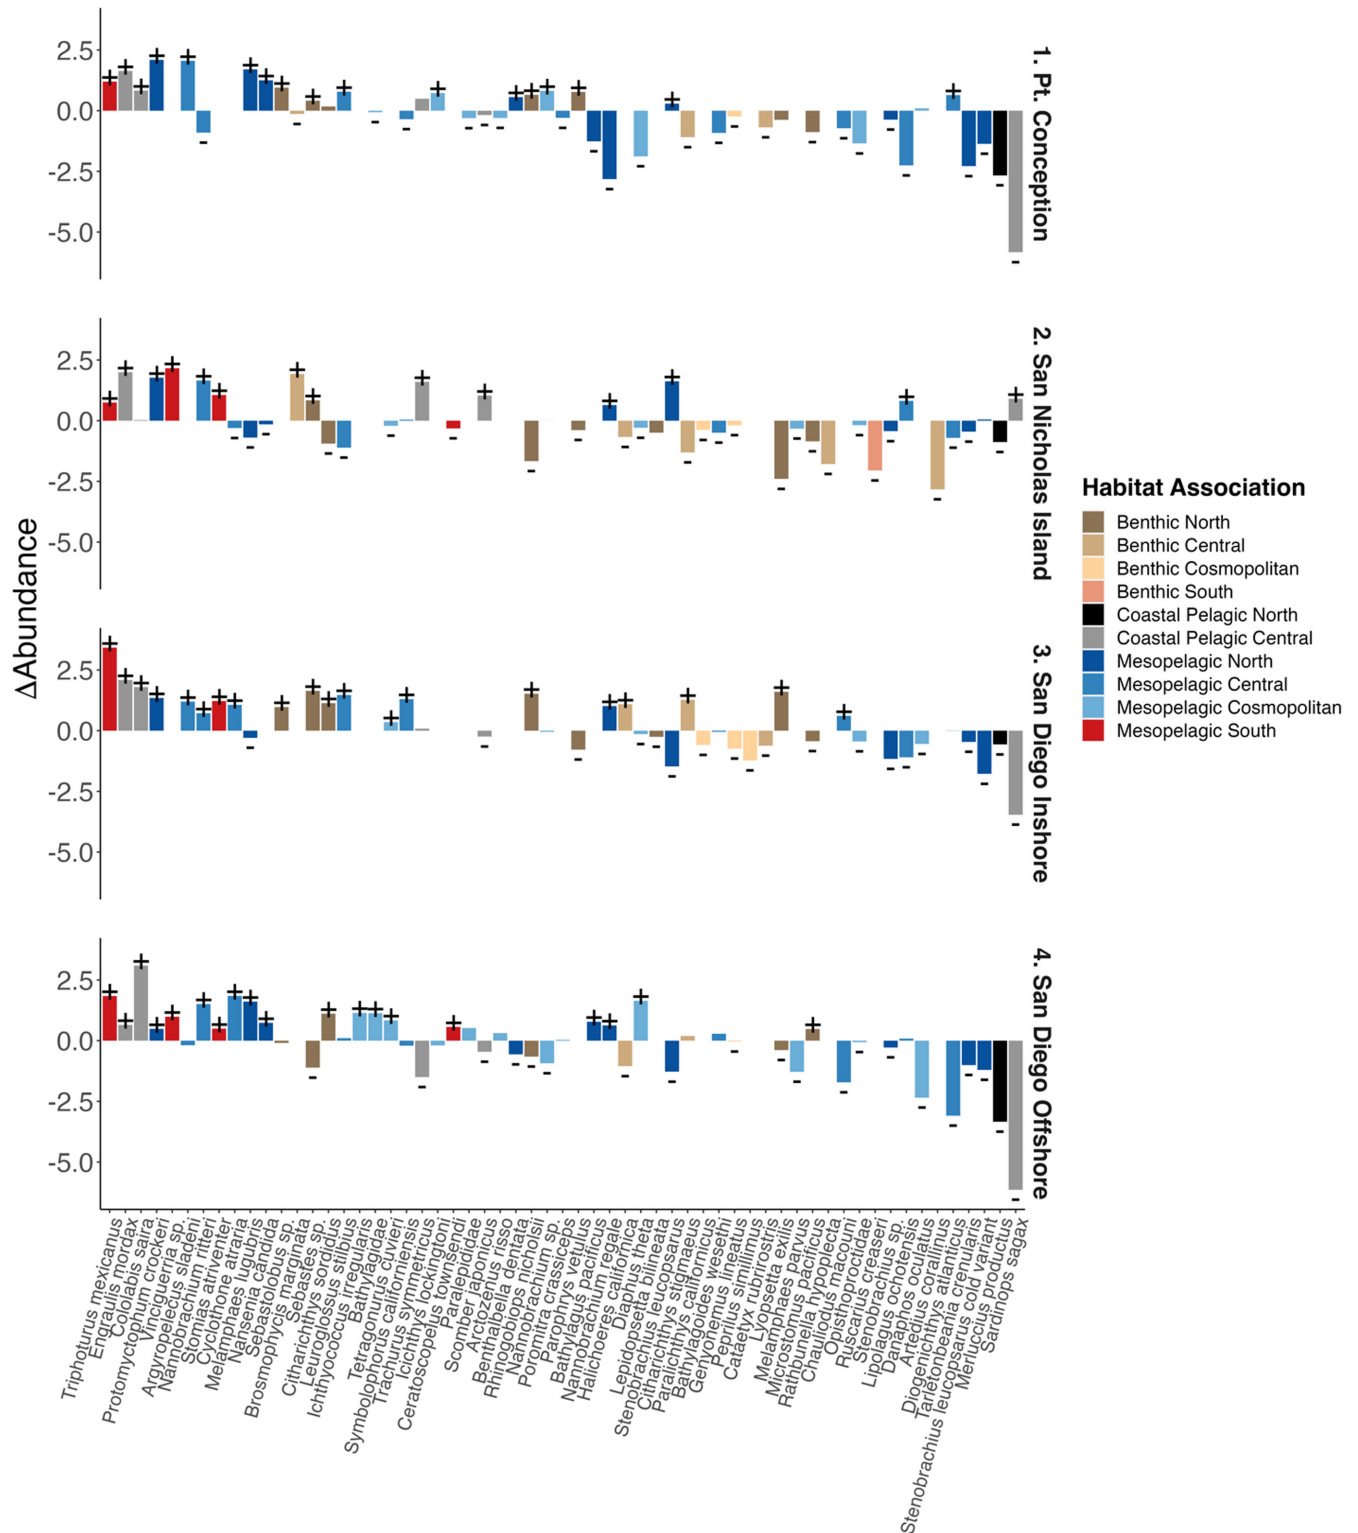 2.5
0.0
-2.5
-5.0
1. Pt. Conception
2.5
0.0
-2.5
-5.0
2. San Nicholas Island
2.5
0.0
-2.5
-5.0
3. San Diego Inshore
2.5
0.0
-2.5
-5.0
4. San Diego Offshore
ΔAbundance
Habitat Association
Benthic North
Benthic Central
Benthic Cosmopolitan
Benthic South
Coastal Pelagic North
Coastal Pelagic Central
Mesopelagic North
Mesopelagic Central
Mesopelagic Cosmopolitan
Mesopelagic South
Triphoturus mexicanus
Engraulis mordax
Cololabis saira
Protomyctophum crockeri
Vinciguerria sp.
Argyropelecus sladeni
Nannobrachium ritteri
Stomias atriventer
Cyclothone atraria
Melamphaes lugubris
Nansenia candida
Sebastolobus sp.
Brosmophycis marginata
Sebastes sp.
Citharichthys sordidus
Leuroglossus stilbius
Ichthyococcus irregularis
Bathylagidae
Tetragonurus cuvieri
Symbolophorus californiensis
Trachurus symmetricus
Icichthys lockingtoni
Ceratoscopelus townsendi
Paralepididae
Scomber japonicus
Arctozenus risso
Benthalbella dentata
Rhinogobiops nicholsii
Nannobrachium sp.
Poromitra crassiceps
Parophrys vetulus
Bathylagus pacificus
Nannobrachium regale
Halichoeres californica
Diaphus theta
Lepidopsetta bilineata
Stenobrachius leucopsarus
Citharichthys stigmaeus
Paralichthys californicus
Bathylagoides wesethi
Genyonemus lineatus
Peprilus simillimus
Cataetyx rubrirostris
Lyopsetta exilis
Melamphaes parvus
Microstomus pacificus
Rathbunella hypoplecta
Chauliodus macouni
Opisthoproctidae
Ruscarius creaseri
Stenobrachius sp.
Lipolagus ochotensis
Danaphos oculatus
Artedius corallinus
Diogenichthys atlanticus
Tarletonbeania crenularis
Stenobrachius leucopsarus cold variant
Merluccius productus
Sardinops sagax